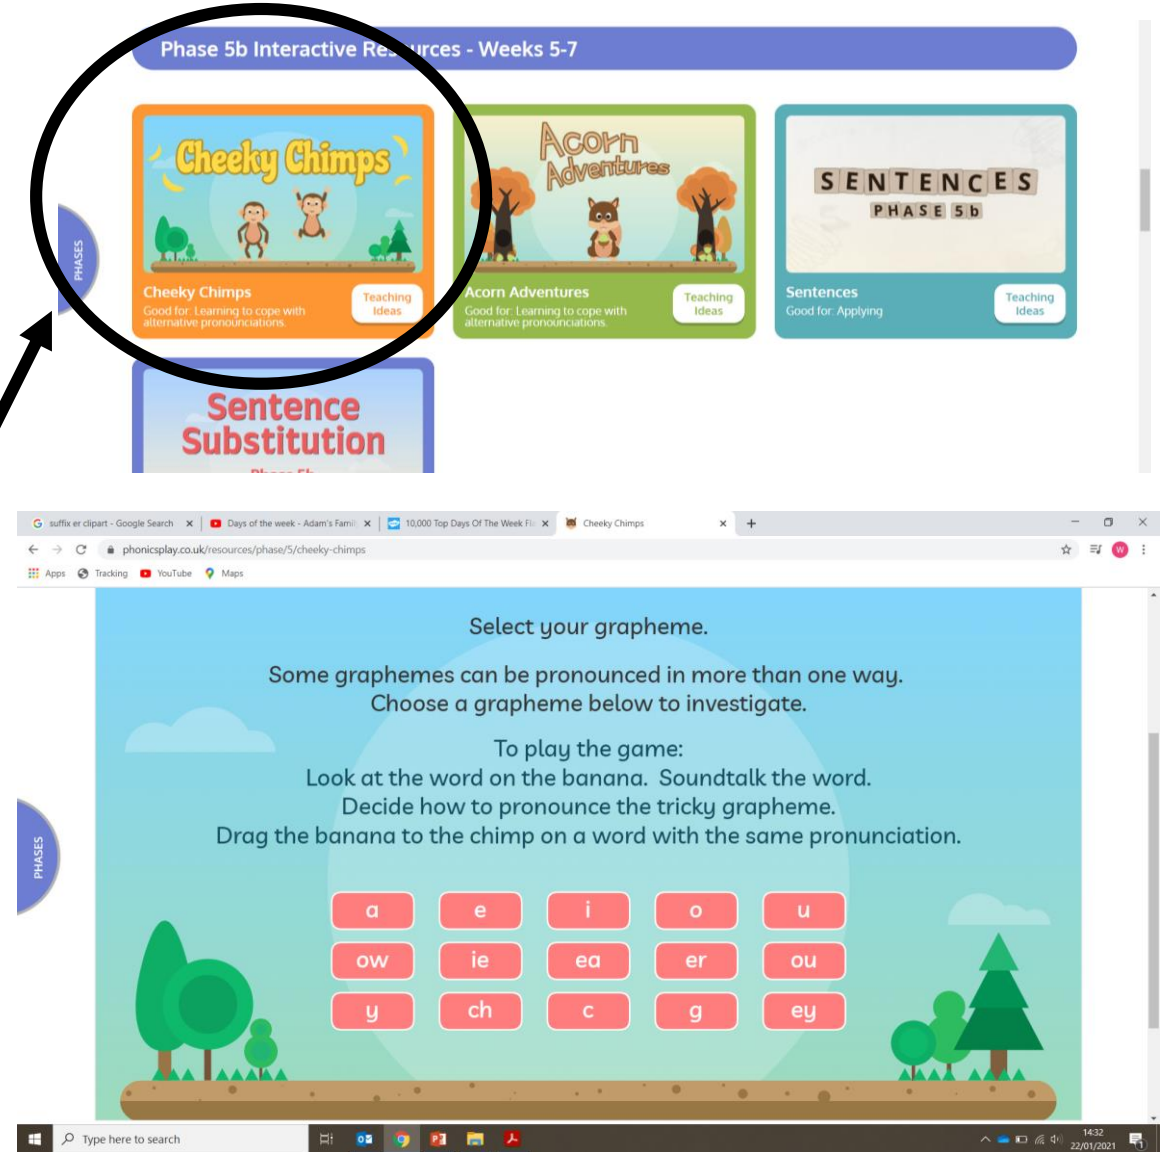 Phase 5b Interactive Resources - Weeks 5-7
Cheeky Chimps
Acorn
Adventures
SENTENCES
PHASE 5b
PHASES
Cheeky Chimps
Good for: Learning to cope with
alternative pronounciations.
Teaching
Ideas
Acorn Adventures
Good for: Learning to cope with
alternative pronounciations.
Teaching
Ideas
Sentences
Good for: Applying
Teaching
Ideas
Sentence
Substitution
Phase 5b
suffix er clipart - Google Search
Days of the week - Adam's Famil
10,000 Top Days Of The Week Fl
Cheeky Chimps
phonicsplay.co.uk/resources/phase/5/cheeky-chimps
W
Apps Tracking YouTube Maps
Select your grapheme.
Some graphemes can be pronounced in more than one way.
Choose a grapheme below to investigate.
To play the game:
Look at the word on the banana. Soundtalk the word.
Decide how to pronounce the tricky grapheme.
Drag the banana to the chimp on a word with the same pronunciation.
PHASES
a e i o u
ow ie ea er ou
y ch c g ey
Type here to search
14:32
22/01/2021